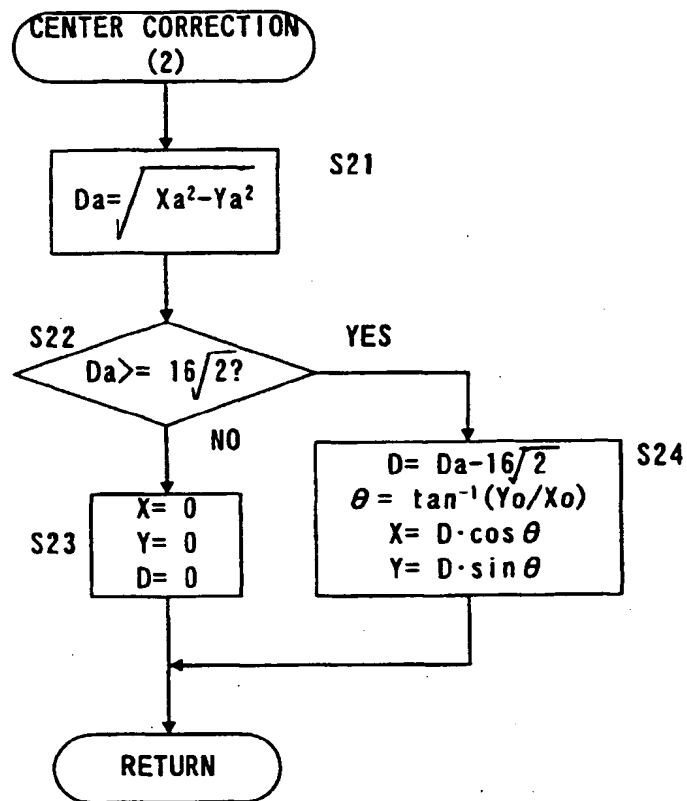 CENTER CORRECTION
(2)
S21
Da=√Xa²-Ya²
S22
YES
Da>= 16√2?
NO
S24
D= Da-16√2
θ = tan⁻¹(Yo/Xo)
X= D·cosθ
Y= D·sinθ
S23
X= 0
Y= 0
D= 0
RETURN